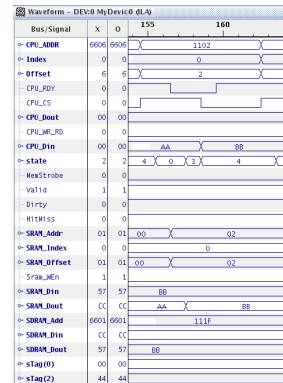 Waveform - DEV:0 MyDevice0 (ILA)
Bus/Signal X O 155 160
CPU_ADDR 6606 6606 1102
Index 0 0 0
Offset 6 6 2
CPU_RDY 0 0
CPU_CS 0 0
CPU_Dout 00 00
CPU_WR_RD 0 0
CPU_Din 00 00 AA BB
state 2 2 4 0 3 4
MemStrobe 0 0
Valid 1 1
Dirty 0 0
HitMiss 0 0
SRAM_Addr 01 01 00 02
SRAM_Index 0 0 0
SRAM_Offset 01 01 00 02
Sram_WEn 1 1
SRAM_Din 57 57 BB
SRAM_Dout CC CC AA BB
SDRAM_Add 6601 6601 111F
SDRAM_Din CC CC
SDRAM_Dout 57 57 BB
sTag(0) 00 00
sTag(2) 44 44